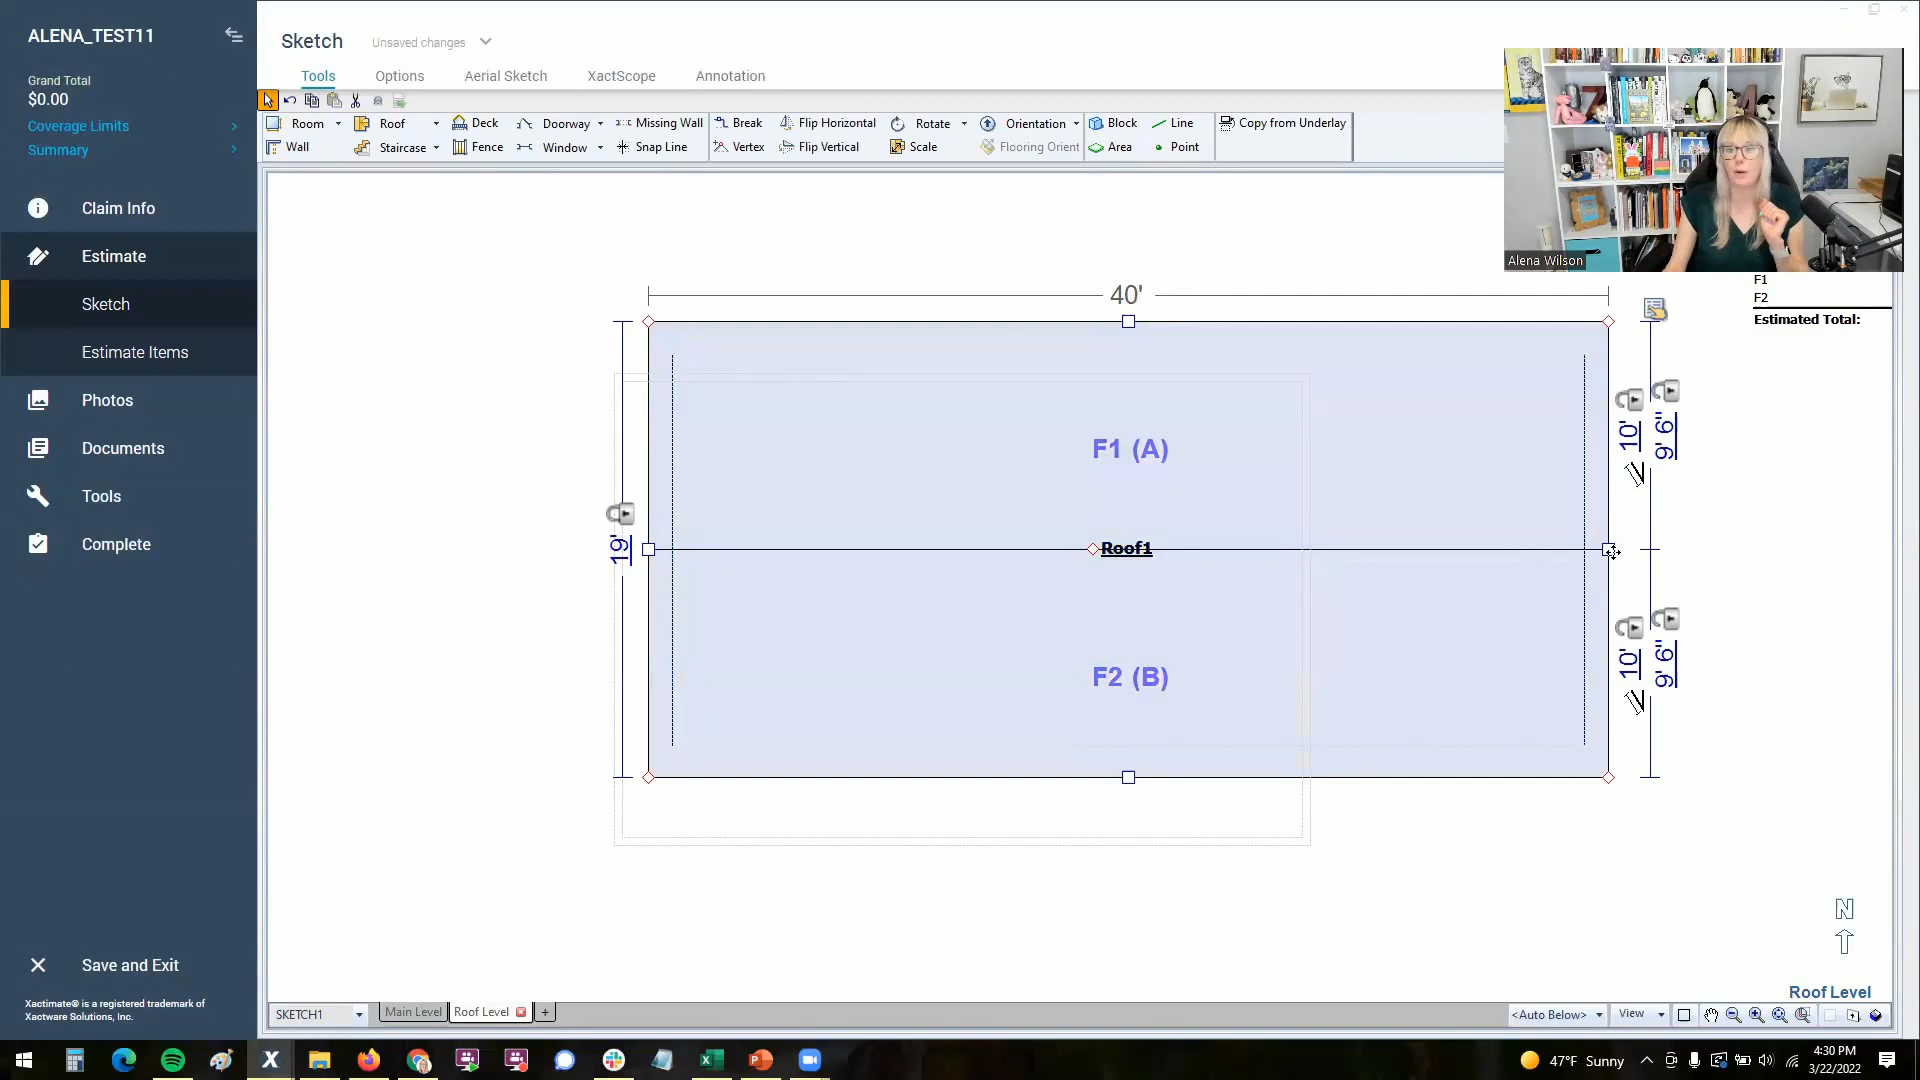 ALENA_TEST11
Grand Total
$0.00
Coverage Limits
Summary
Claim Info
Estimate
Sketch
Estimate Items
Photos
Documents
Tools
Complete
Save and Exit
Xactimate® is a registered trademark of
Xactware Solutions, Inc.
Sketch Unsaved changes
Tools Options Aerial Sketch XactScope Annotation
Room Roof Deck Doorway Missing Wall Break Flip Horizontal Rotate Orientation Block Line Copy from Underlay
Wall Staircase Fence Window Snap Line Vertex Flip Vertical Scale Flooring Orient Area Point
Alena Wilson
F1
F2
Estimated Total:
40'
10'
9' 6"
F1 (A)
19'
Roof1
10'
9' 6"
F2 (B)
N
Roof Level
SKETCH1 Main Level Roof Level + <Auto Below> View
47°F Sunny
4:30 PM
3/22/2022